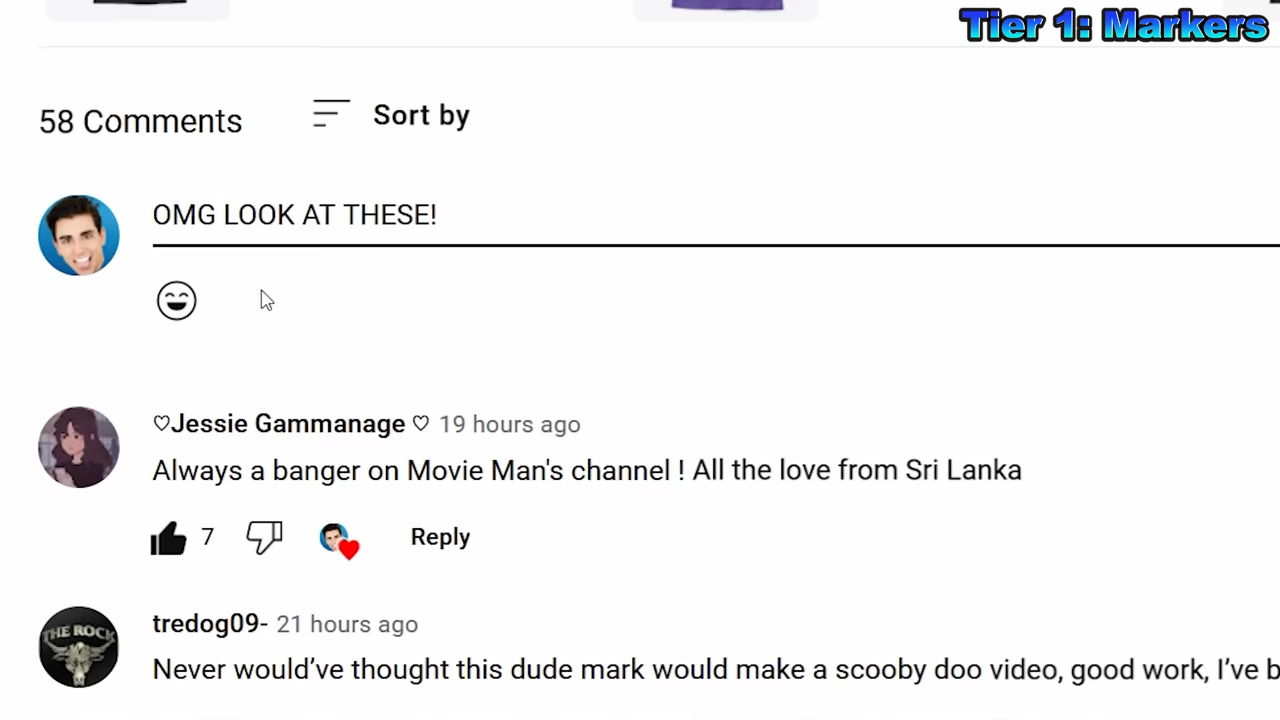 Tier 1: Markers
58 Comments
Sort by
OMG LOOK AT THESE!
♡Jessie Gammanage ♡ 19 hours ago
Always a banger on Movie Man's channel ! All the love from Sri Lanka
7
Reply
THE ROCK
tredog09- 21 hours ago
Never would’ve thought this dude mark would make a scooby doo video, good work, I’ve b